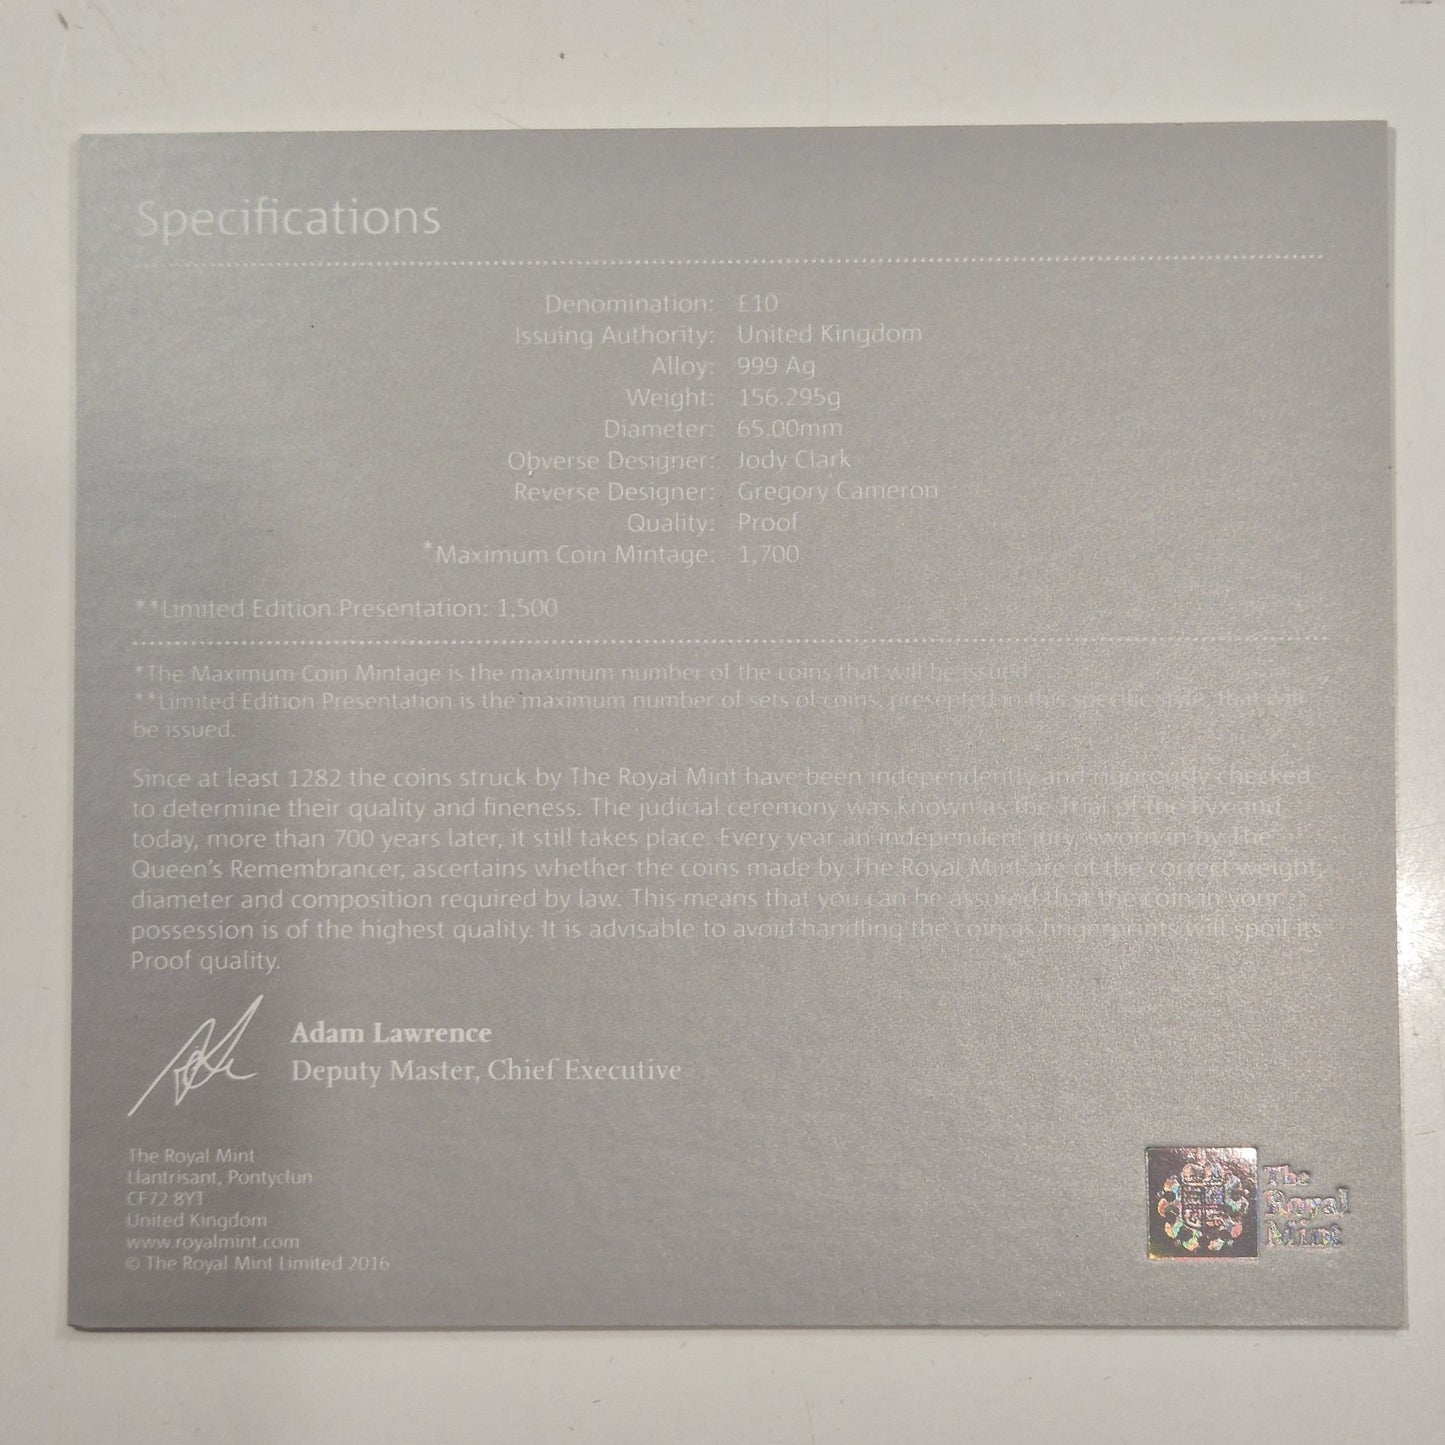 Specifications
Denomination: £10
Issuing Authority: United Kingdom
Alloy: 999 Ag
Weight: 156.295g
Diameter: 65.00mm
Obverse Designer: Jody Clark
Reverse Designer: Gregory Cameron
Quality: Proof
*Maximum Coin Mintage: 1,700
**Limited Edition Presentation: 1,500
*The Maximum Coin Mintage is the maximum number of the coins that will be issued.
**Limited Edition Presentation is the maximum number of sets of coins, presented in this specific style, that will
be issued.
Since at least 1282 the coins struck by The Royal Mint have been independently and rigorously checked
to determine their quality and fineness. The judicial ceremony was known as the Trial of the Pyx and
today, more than 700 years later, it still takes place. Every year an independent jury, sworn in by The
Queen's Remembrancer, ascertains whether the coins made by The Royal Mint are of the correct weight,
diameter and composition required by law. This means that you can be assured that the coin in your
possession is of the highest quality. It is advisable to avoid handling the coin as fingerprints will spoil its
Proof quality.
Adam Lawrence
Deputy Master, Chief Executive
The Royal Mint
Llantrisant, Pontyclun
CF72 8YT
United Kingdom
www.royalmint.com
© The Royal Mint Limited 2016
The
Royal
Mint